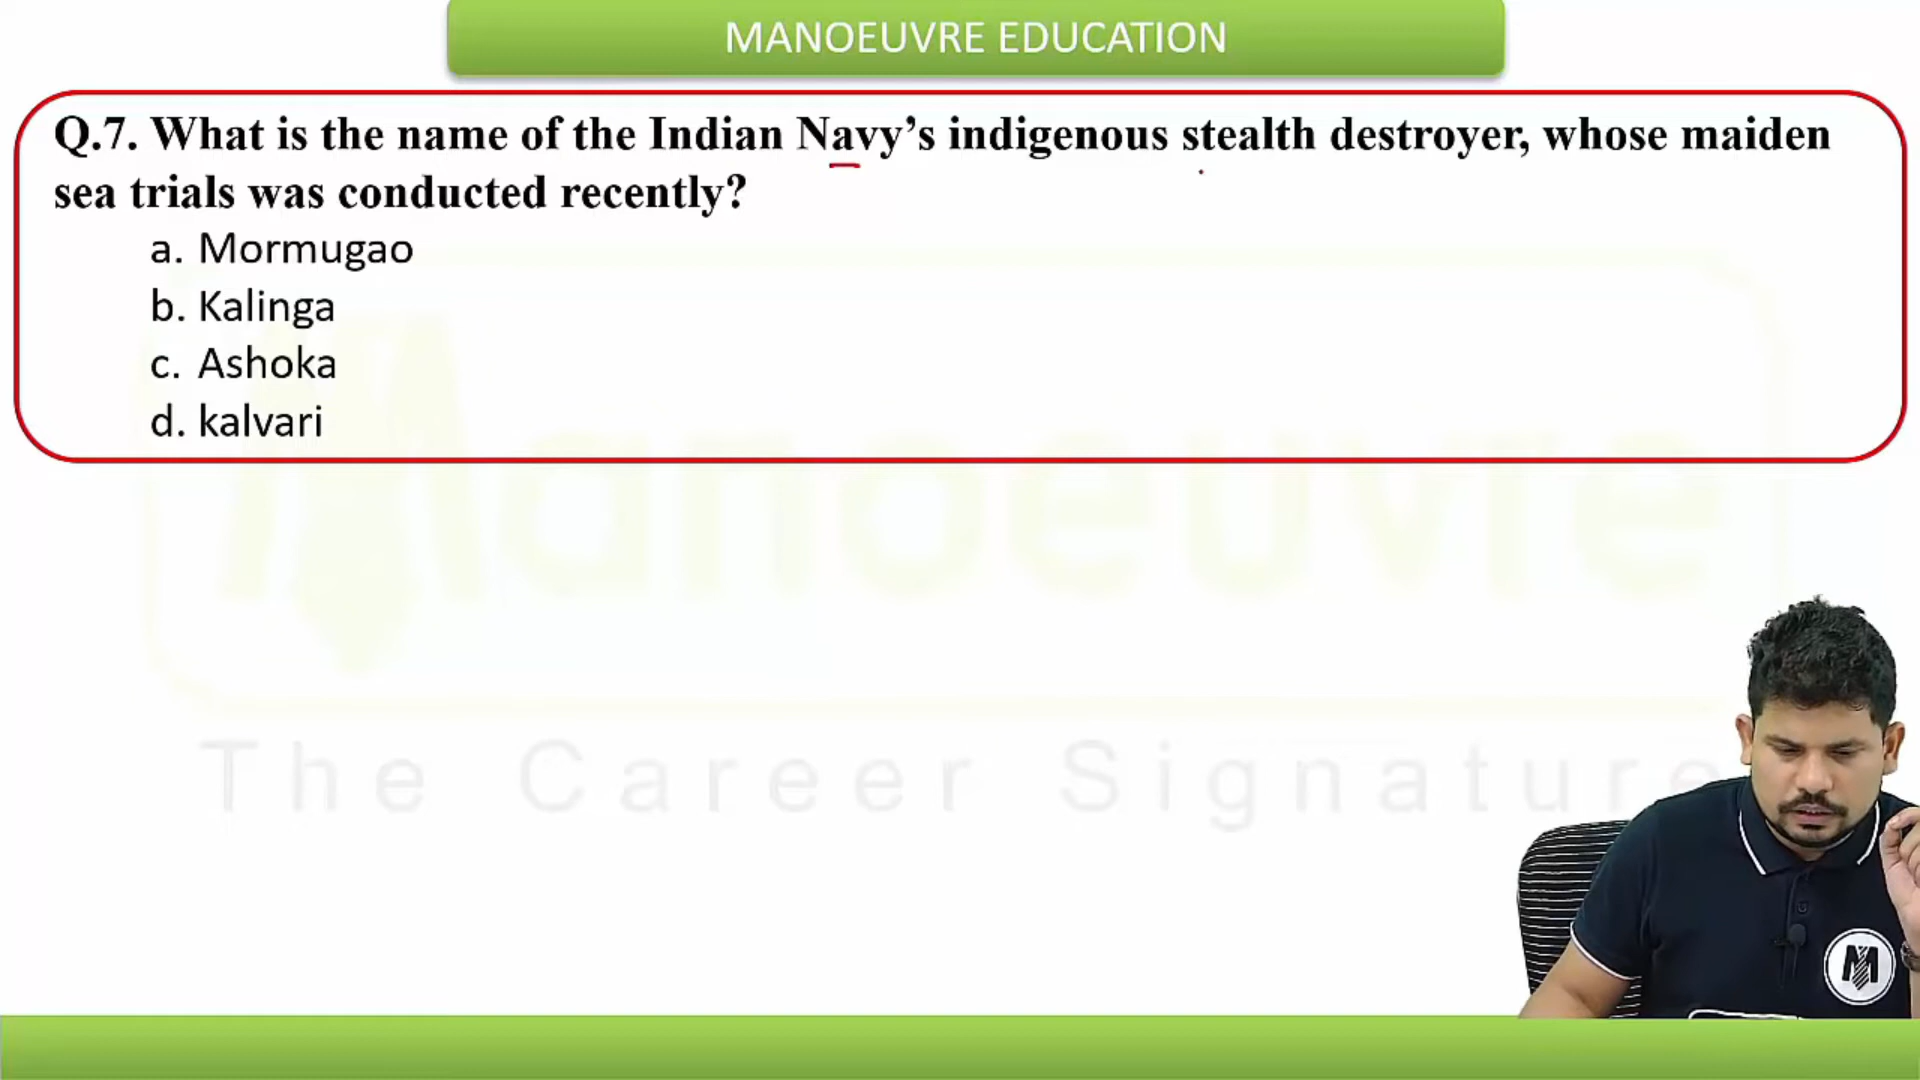 MANOEUVRE EDUCATION
Q.7. What is the name of the Indian Navy’s indigenous stealth destroyer, whose maiden
sea trials was conducted recently?
a. Mormugao
b. Kalinga
c. Ashoka
d. kalvari
Manoeuvre
The Career Signature
M